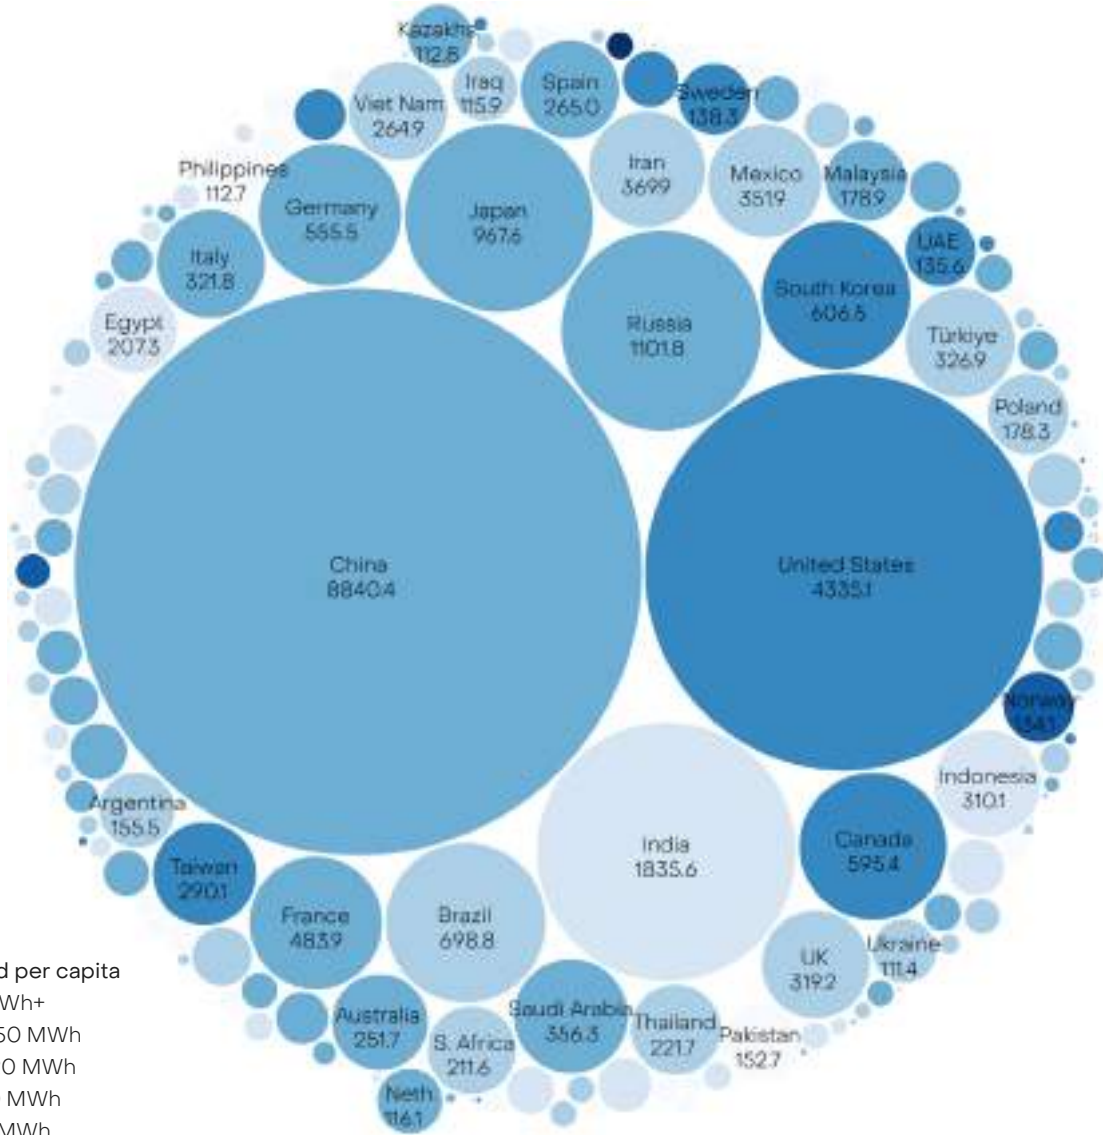 Kazakhs
112.8
Iraq
115.9
Spain
265.0
Viet Nam
264.9
Sweden
138.3
Iran
369.9
Mexico
351.9
Malaysia
178.9
Philippines
112.7
Germany
555.5
Japan
967.6
Italy
321.8
UAE
135.6
South Korea
606.5
Russia
1101.8
Egypt
207.3
Türkiye
326.9
Poland
178.3
China
8840.4
United States
4335.1
Norway
Indonesia
310.1
Argentina
155.5
India
1835.6
Canada
595.4
Taiwan
290.1
France
483.9
Brazil
698.8
UK
319.2
Ukraine
111.4
d per capita
Wh+
50 MWh
0 MWh
MWh
MWh
Australia
251.7
S. Africa
211.6
Saudi Arabia
356.3
Thailand
221.7
Pakistan
152.7
Neth
116.1